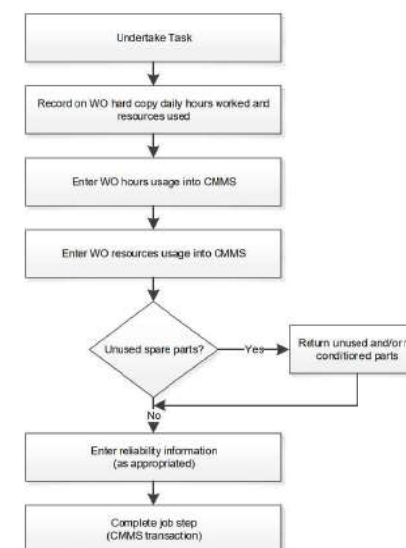 Undertake Task
Record on WO hard copy daily hours worked and
resources used
Enter WO hours usage into CMMS
Enter WO resources usage into CMMS
Unused spare parts?
Yes
Return unused and/or
conditiored parts
No
Enter reliability information
(as appropriated)
Complete job step
(CMMS transaction)